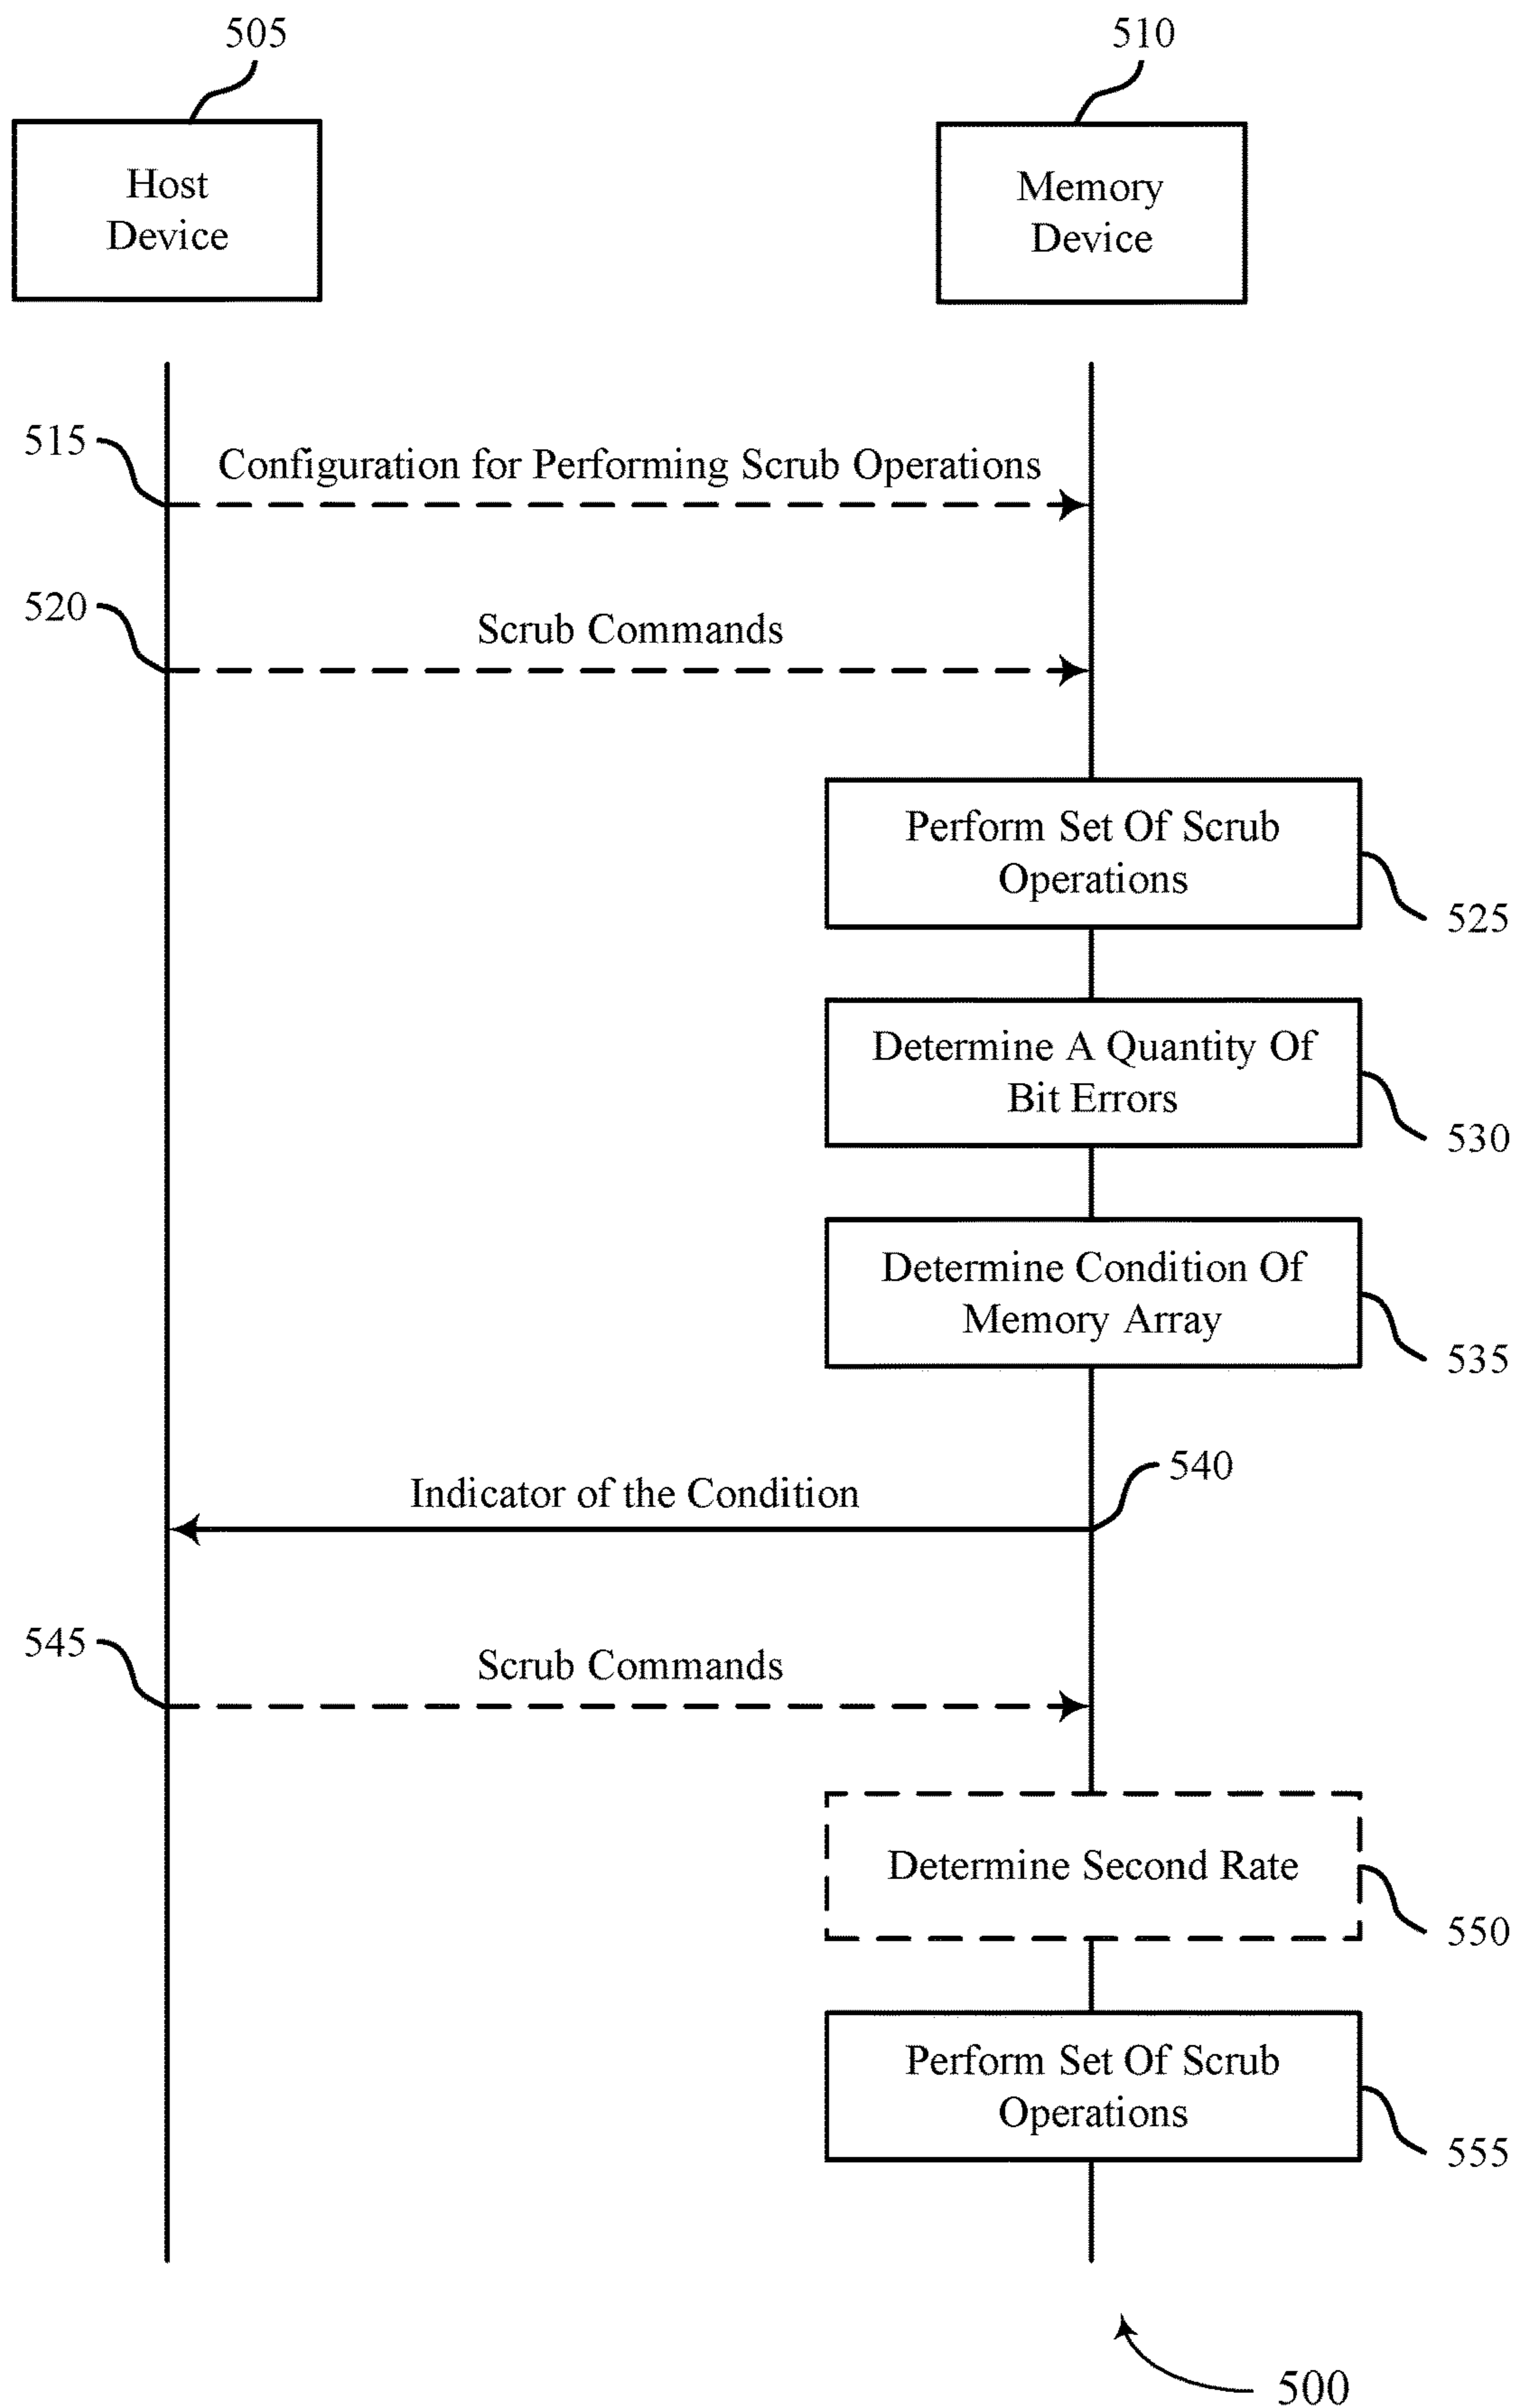 505
510
Host
Device
Memory
Device
515
Configuration for Performing Scrub Operations
520
Scrub Commands
Perform Set Of Scrub
Operations
525
Determine A Quantity Of
Bit Errors
530
Determine Condition Of
Memory Array
535
540
Indicator of the Condition
545
Scrub Commands
Determine Second Rate
550
Perform Set Of Scrub
Operations
555
500